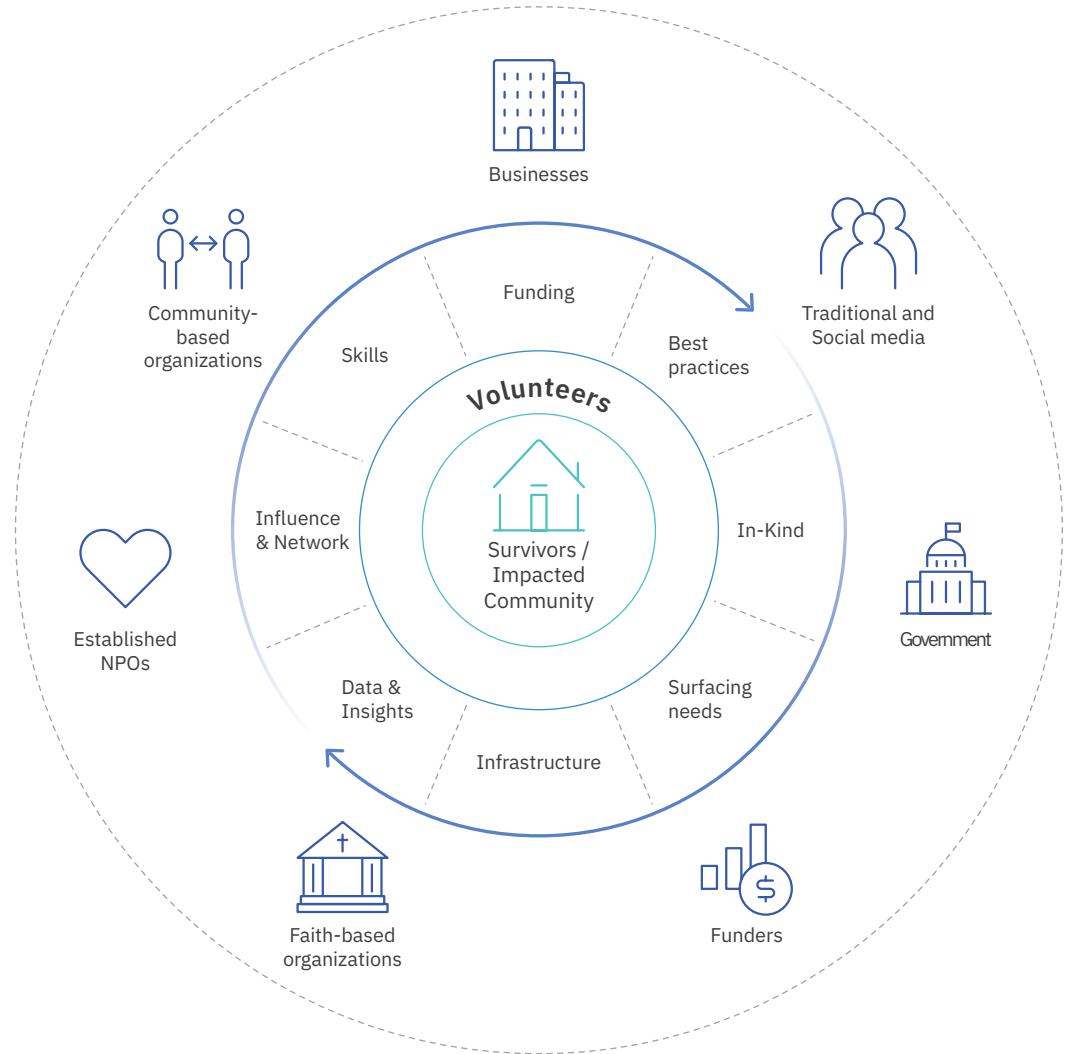 Businesses
Traditional and
Social media
Community-
based
organizations
Funding
Skills
Best
practices
Volunteers
Influence
& Network
In-Kind
Survivors /
Impacted
Community
Established
NPOs
Government
Data &
Insights
Surfacing
needs
Infrastructure
$
Faith-based
organizations
Funders